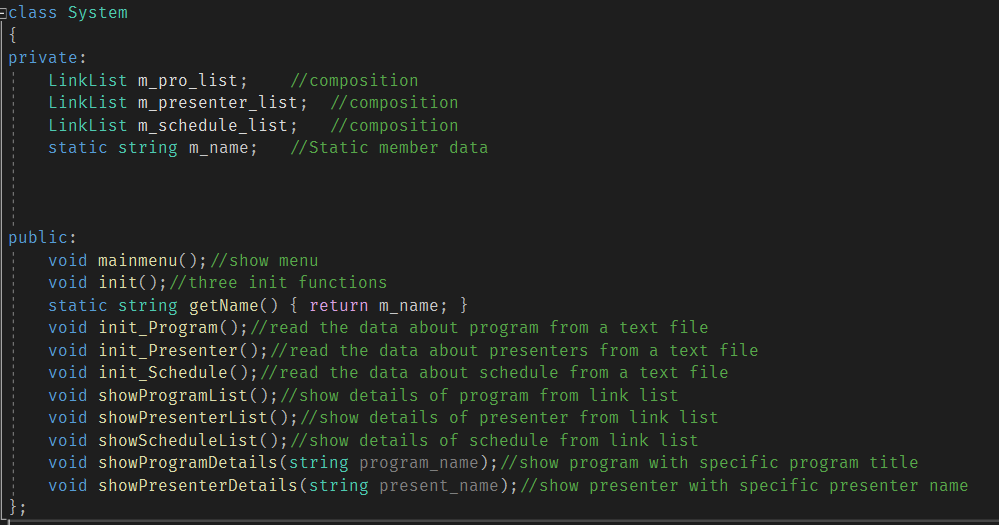 class System
{
private:
    LinkList m_pro_list;    //composition
    LinkList m_presenter_list;  //composition
    LinkList m_schedule_list;   //composition
    static string m_name;   //Static member data
public:
    void mainmenu();//show menu
    void init();//three init functions
    static string getName() { return m_name; }
    void init_Program();//read the data about program from a text file
    void init_Presenter();//read the data about presenters from a text file
    void init_Schedule();//read the data about schedule from a text file
    void showProgramList();//show details of program from link list
    void showPresenterList();//show details of presenter from link list
    void showScheduleList();//show details of schedule from link list
    void showProgramDetails(string program_name);//show program with specific program title
    void showPresenterDetails(string present_name);//show presenter with specific presenter name
};